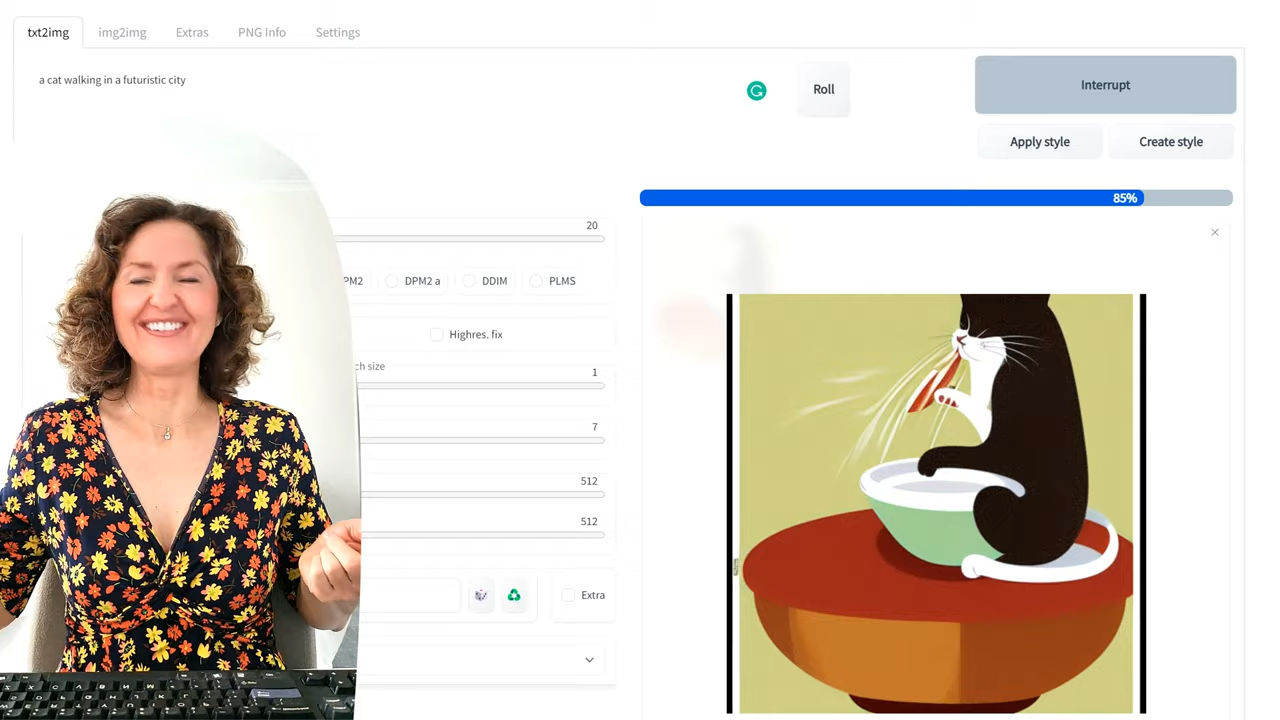 txt2img img2img Extras PNG Info Settings
a cat walking in a futuristic city
Roll
Interrupt
Apply style Create style
85%
20
PM2 DPM2 a DDIM PLMS
Highres. fix
ch size
1
7
512
512
Extra